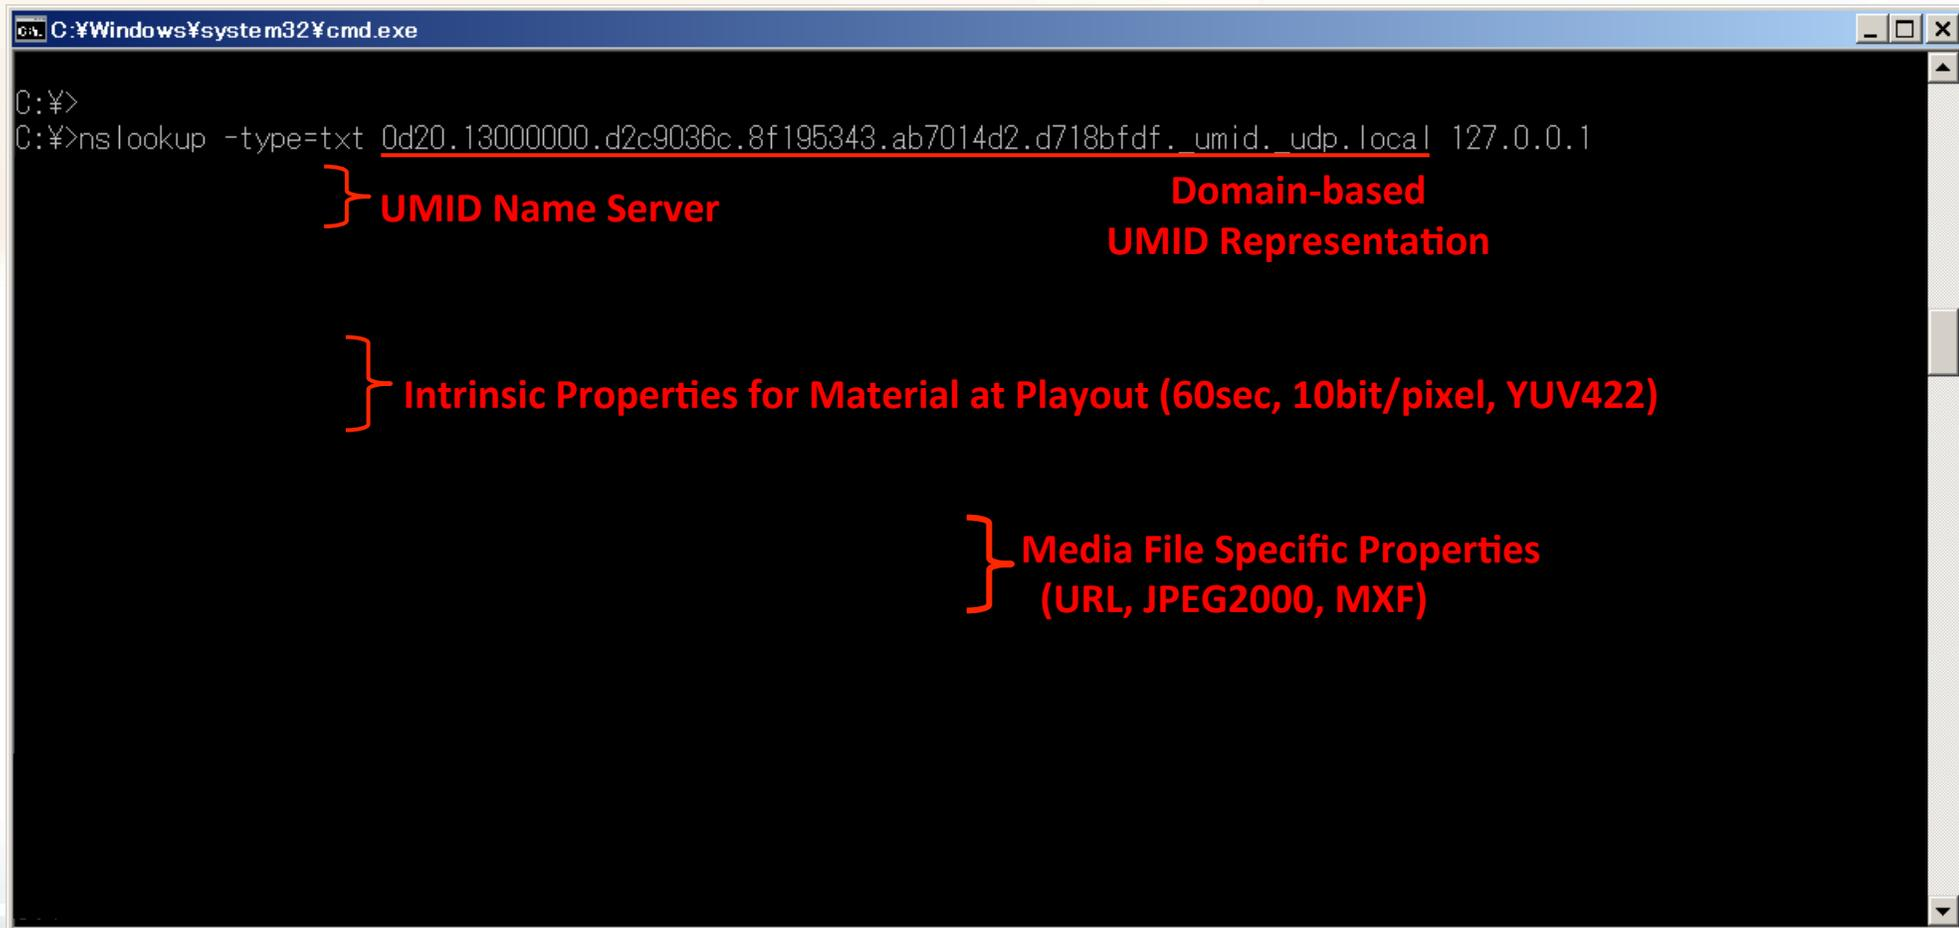 C:¥Windows¥system32¥cmd.exe
C:¥>
C:¥>nslookup -type=txt 0d20.13000000.d2c9036c.8f195343.ab7014d2.d718bfdf._umid._udp.local 127.0.0.1
UMID Name Server
Domain-based
UMID Representation
Intrinsic Properties for Material at Playout (60sec, 10bit/pixel, YUV422)
Media File Specific Properties
(URL, JPEG2000, MXF)